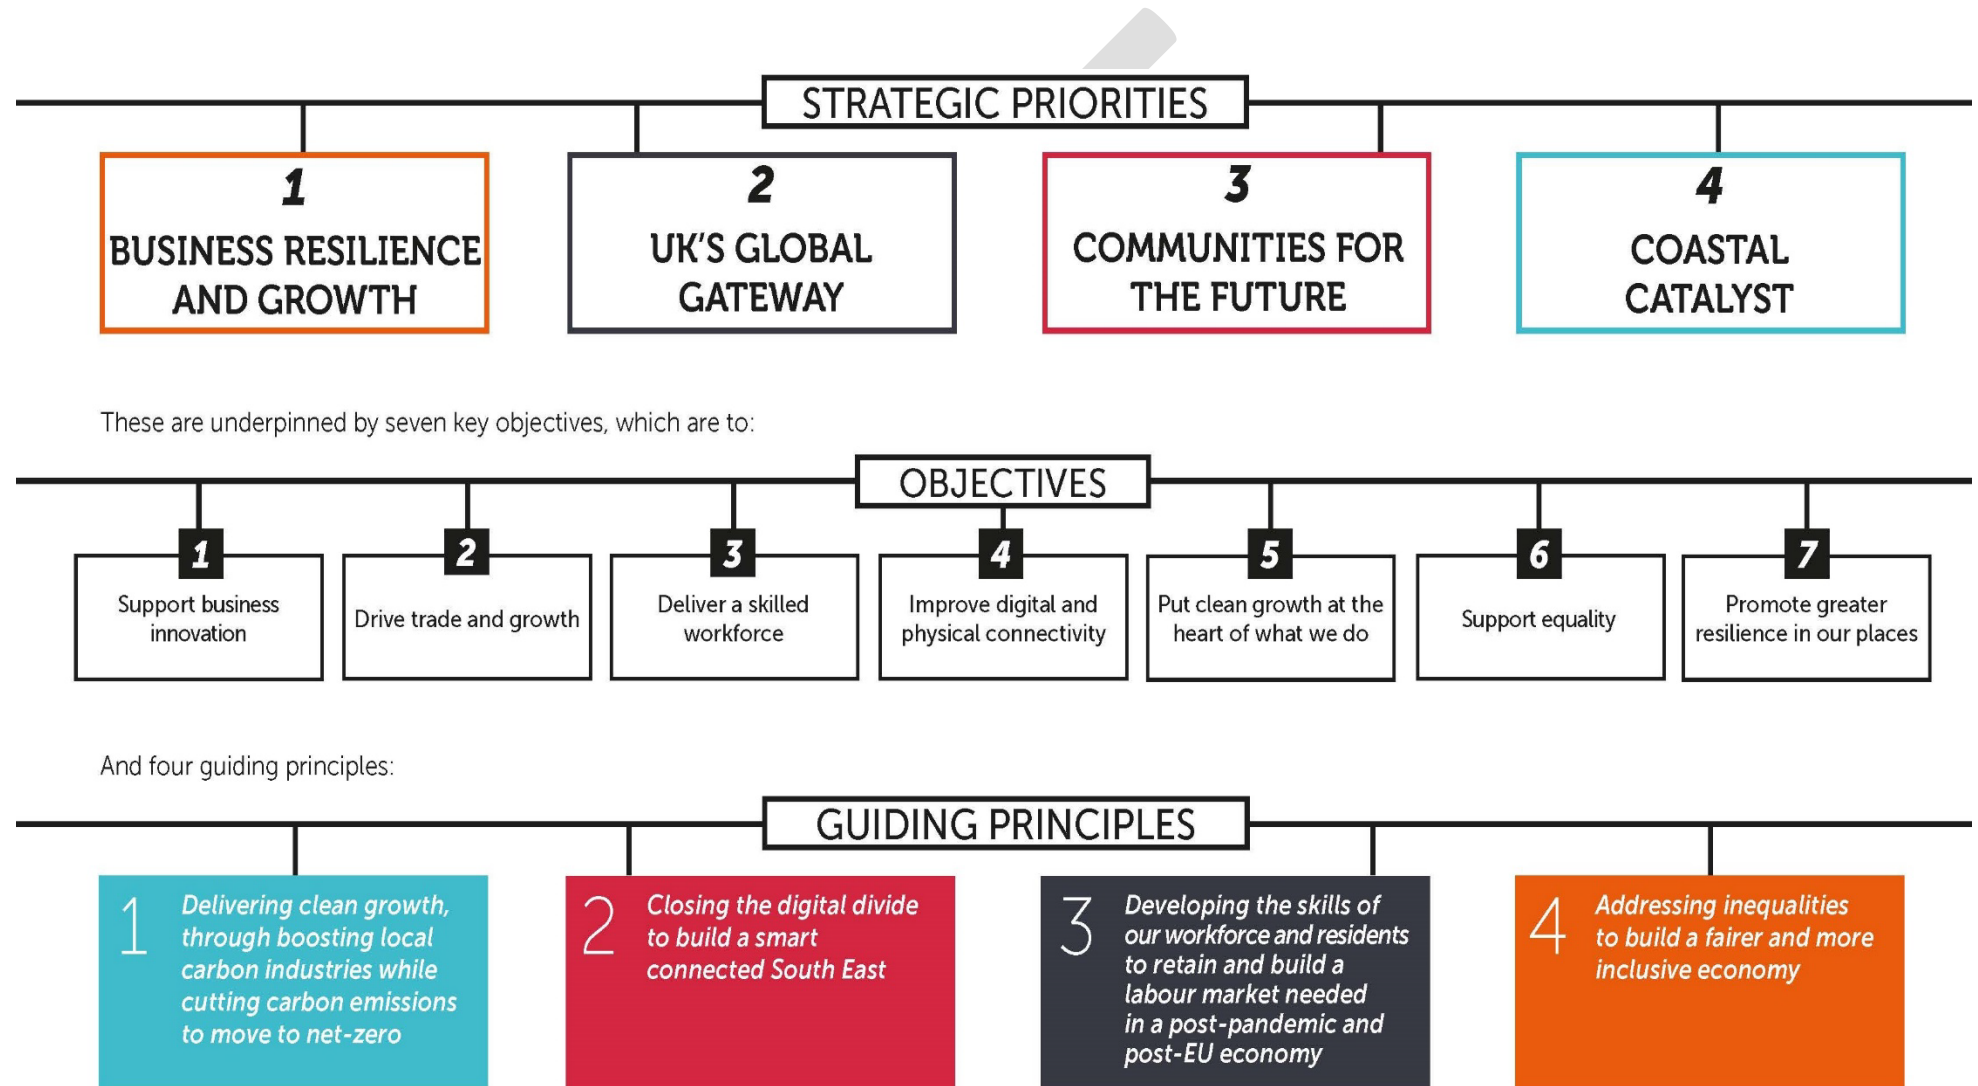 STRATEGIC PRIORITIES
1
BUSINESS RESILIENCE
AND GROWTH
2
UK'S GLOBAL
GATEWAY
3
COMMUNITIES FOR
THE FUTURE
4
COASTAL
CATALYST
These are underpinned by seven key objectives, which are to:
OBJECTIVES
1
Support business
innovation
2
Drive trade and growth
3
Deliver a skilled
workforce
4
Improve digital and
physical connectivity
5
Put clean growth at the
heart of what we do
6
Support equality
7
Promote greater
resilience in our places
And four guiding principles:
GUIDING PRINCIPLES
1
Delivering clean growth,
through boosting local
carbon industries while
cutting carbon emissions
to move to net-zero
2
Closing the digital divide
to build a smart
connected South East
3
Developing the skills of
our workforce and residents
to retain and build a
labour market needed
in a post-pandemic and
post-EU economy
4
Addressing inequalities
to build a fairer and more
inclusive economy